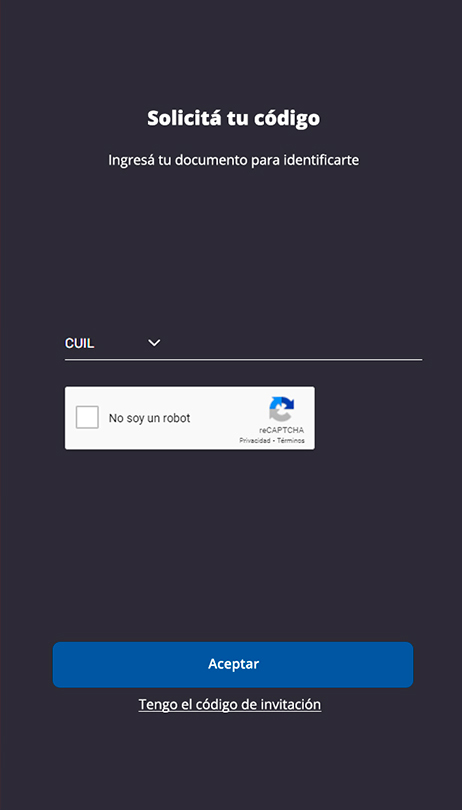 Solicitá tu código
Ingresá tu documento para identificarte
CUIL
No soy un robot
reCAPTCHA
Privacidad • Términos
Aceptar
Tengo el código de invitación